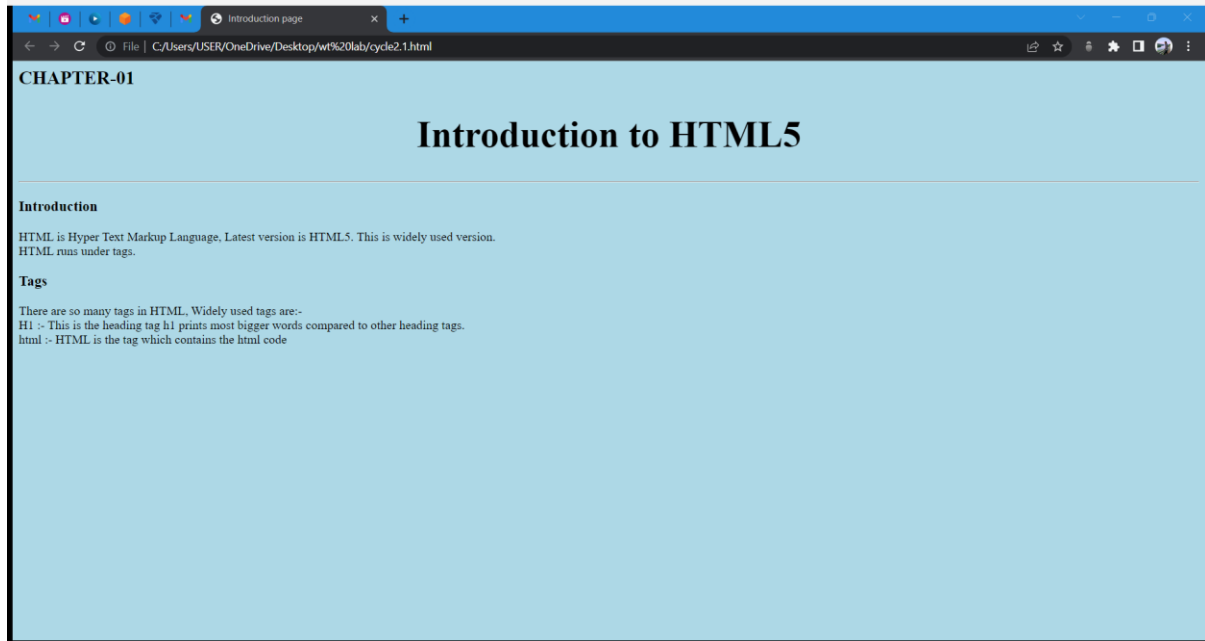 Introduction page
File | C:/Users/USER/OneDrive/Desktop/wt%20lab/cycle2.1.html
CHAPTER-01
Introduction to HTML5
Introduction
HTML is Hyper Text Markup Language, Latest version is HTML5. This is widely used version.
HTML runs under tags.
Tags
There are so many tags in HTML, Widely used tags are:-
H1 :- This is the heading tag h1 prints most bigger words compared to other heading tags.
html :- HTML is the tag which contains the html code